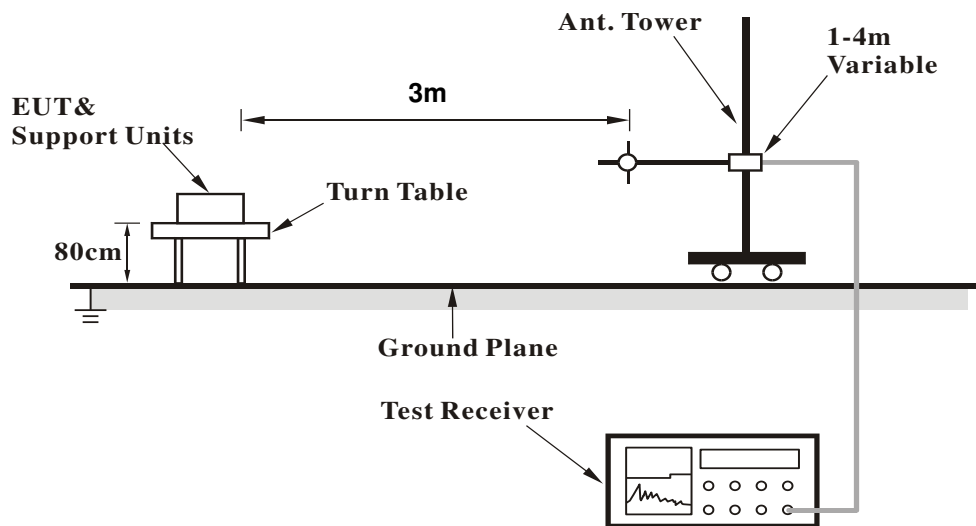 Ant. Tower
1-4m
Variable
3m
EUT&
Support Units
Turn Table
80cm
Ground Plane
Test Receiver